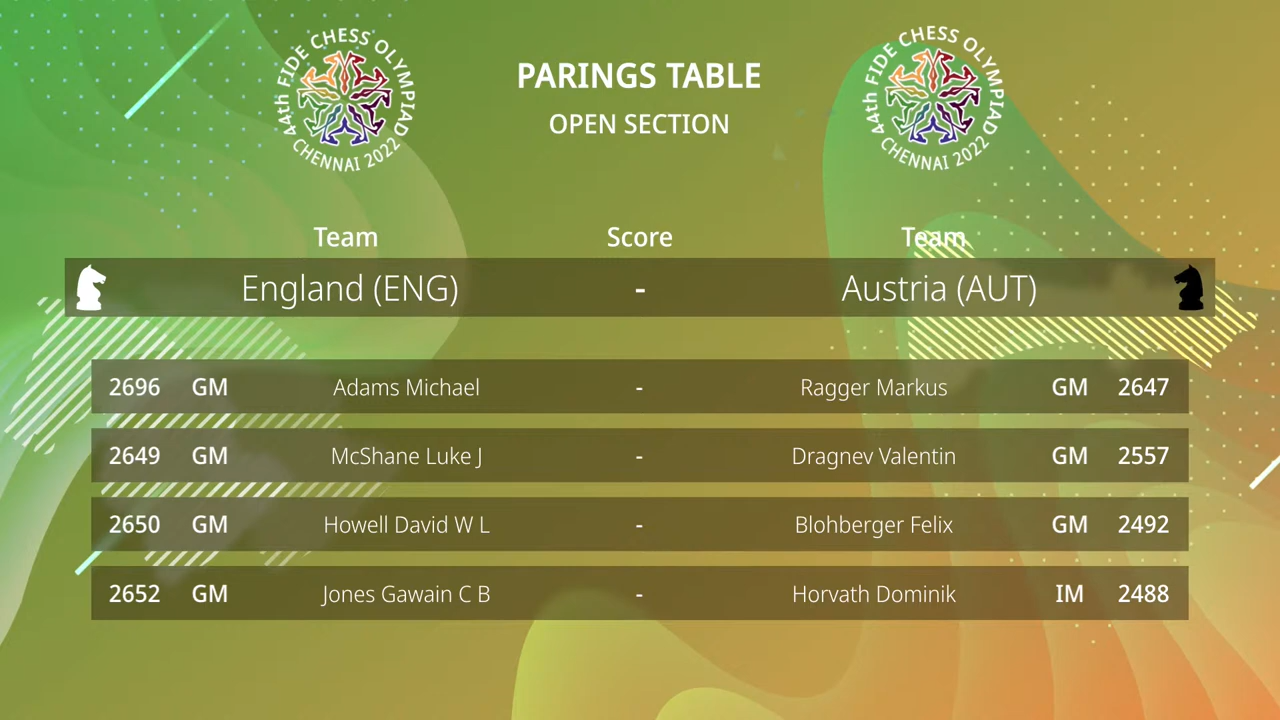 44th FIDE CHESS OLYMPIAD
CHENNAI 2022
PARINGS TABLE
OPEN SECTION
44th FIDE CHESS OLYMPIAD
CHENNAI 2022
Team Score Team
England (ENG) - Austria (AUT)
2696 GM Adams Michael - Ragger Markus GM 2647
2649 GM McShane Luke J - Dragnev Valentin GM 2557
2650 GM Howell David W L - Blohberger Felix GM 2492
2652 GM Jones Gawain C B - Horvath Dominik IM 2488